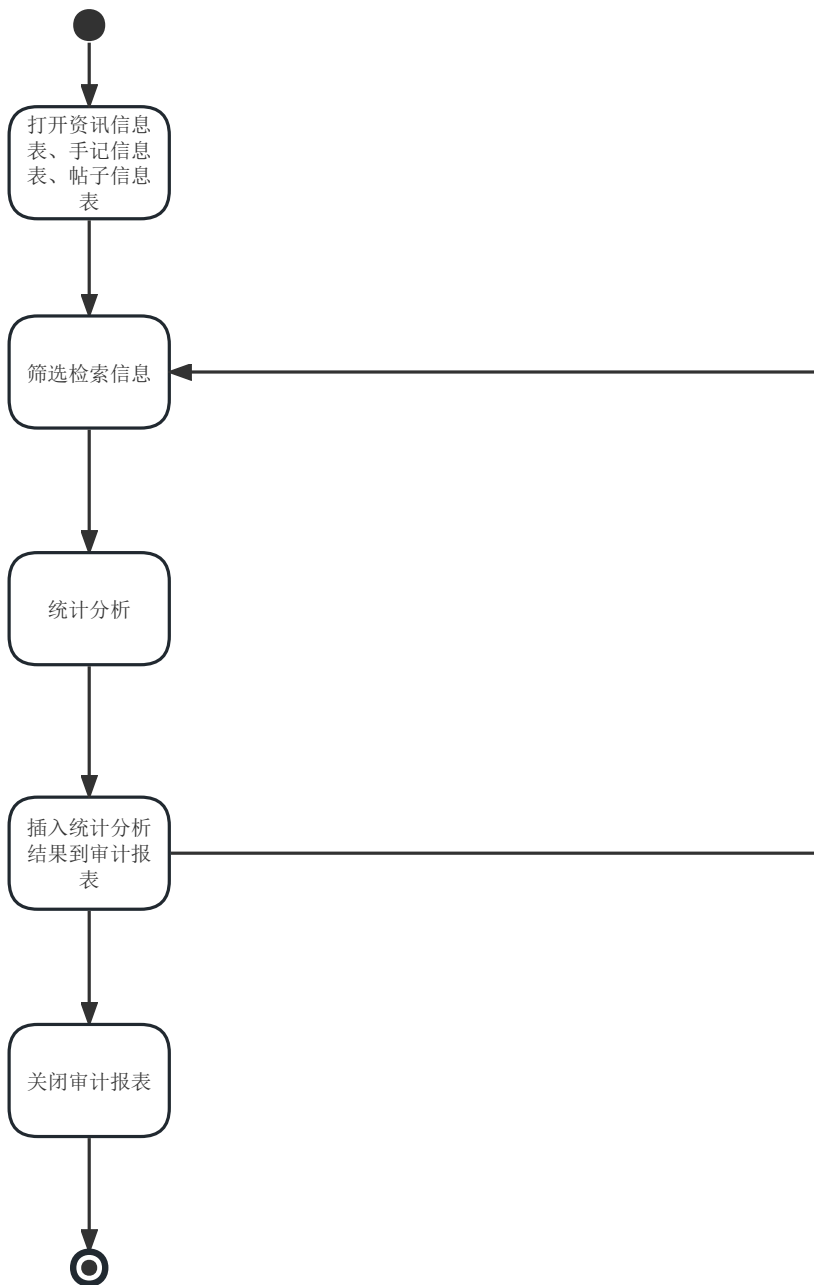 打开资讯信息
表、手记信息
表、帖子信息
表
筛选检索信息
统计分析
插入统计分析
结果到审计报
表
关闭审计报表